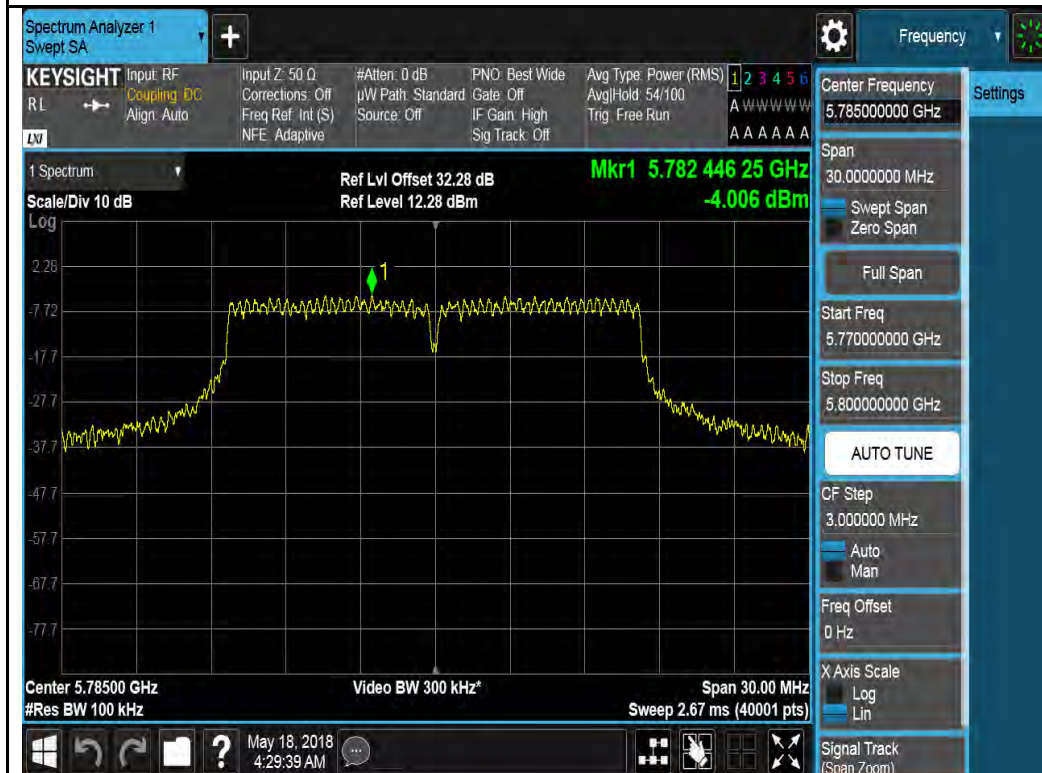 Spectrum Analyzer 1
Swept SA
+
Frequency
KEYSIGHT
R L
LXI
Input: RF
Coupling: DC
Align: Auto
Input Z: 50 Ω
Corrections: Off
Freq Ref: Int (S)
NFE: Adaptive
#Atten: 0 dB
µW Path: Standard
Source: Off
PNO: Best Wide
Gate: Off
IF Gain: High
Sig Track: Off
Avg Type: Power (RMS)
Avg|Hold: 54/100
Trig: Free Run
1 2 3 4 5 6
A W W W W W
A A A A A A
1 Spectrum
Scale/Div 10 dB
Ref Lvl Offset 32.28 dB
Ref Level 12.28 dBm
Mkr1 5.782 446 25 GHz
-4.006 dBm
Log
2.28
-7.72
-17.7
-27.7
-37.7
-47.7
-57.7
-67.7
-77.7
1
Center 5.78500 GHz
#Res BW 100 kHz
Video BW 300 kHz*
Span 30.00 MHz
Sweep 2.67 ms (40001 pts)
Center Frequency
5.785000000 GHz
Settings
Span
30.0000000 MHz
Swept Span
Zero Span
Full Span
Start Freq
5.770000000 GHz
Stop Freq
5.800000000 GHz
AUTO TUNE
CF Step
3.000000 MHz
Auto
Man
Freq Offset
0 Hz
X Axis Scale
Log
Lin
Signal Track
(Span Zoom)
?
May 18, 2018
4:29:39 AM